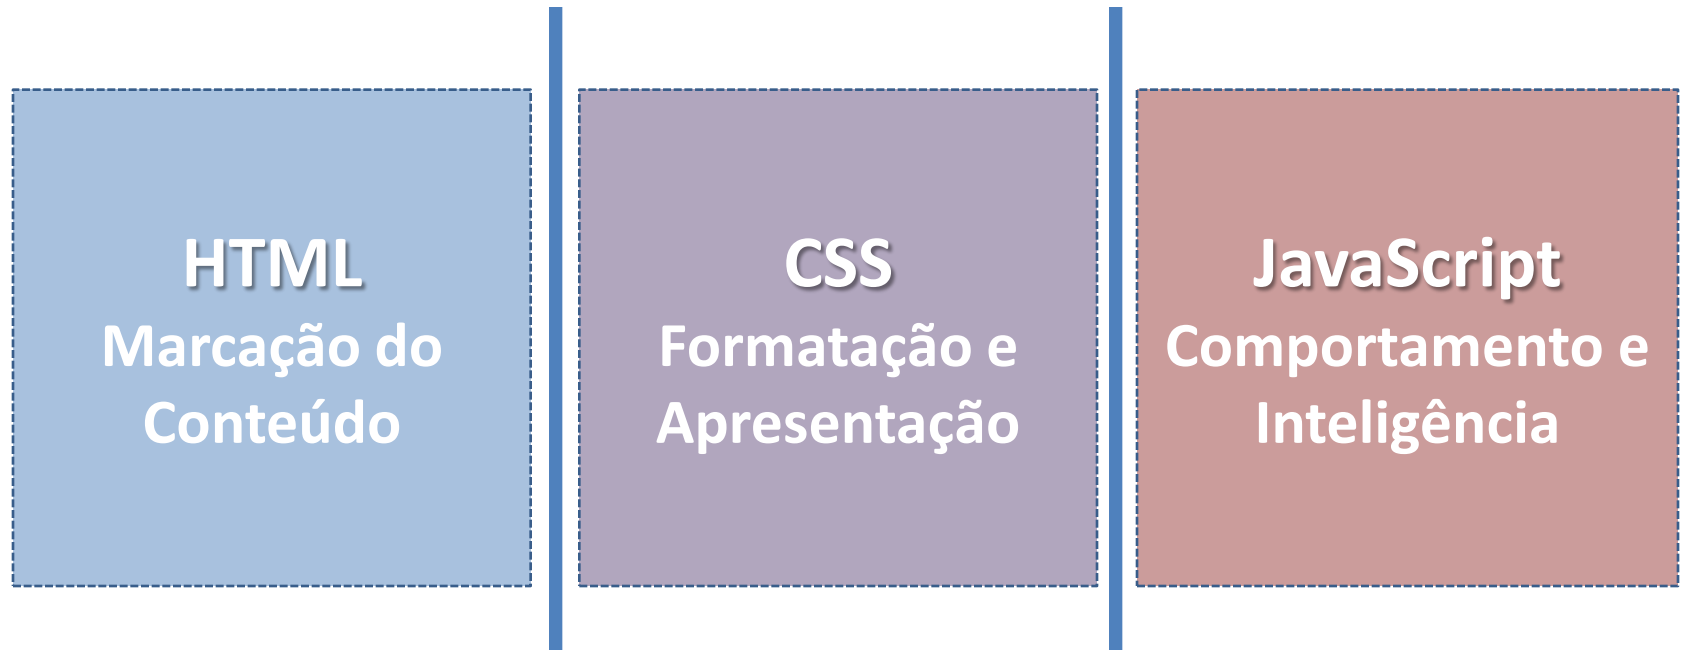 HTML
Marcação do
Conteúdo
CSS
Formatação e
Apresentação
JavaScript
Comportamento e
Inteligência